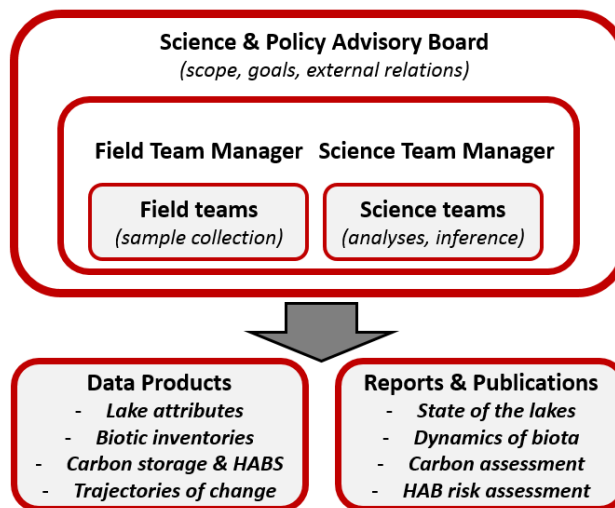 Science & Policy Advisory Board
(scope, goals, external relations)
Field Team Manager
Science Team Manager
Field teams
(sample collection)
Science teams
(analyses, inference)
Data Products
- Lake attributes
- Biotic inventories
- Carbon storage & HABS
- Trajectories of change
Reports & Publications
- State of the lakes
- Dynamics of biota
- Carbon assessment
- HAB risk assessment